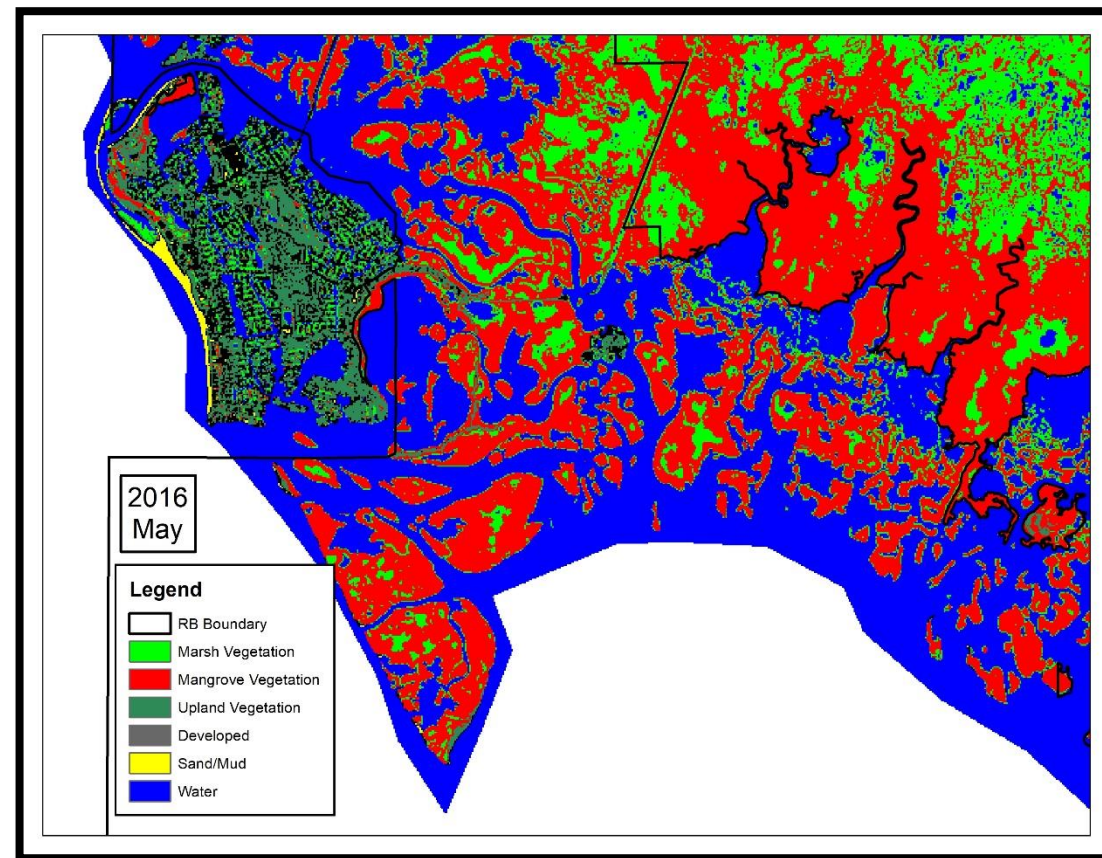 2016
May
Legend
RB Boundary
Marsh Vegetation
Mangrove Vegetation
Upland Vegetation
Developed
Sand/Mud
Water